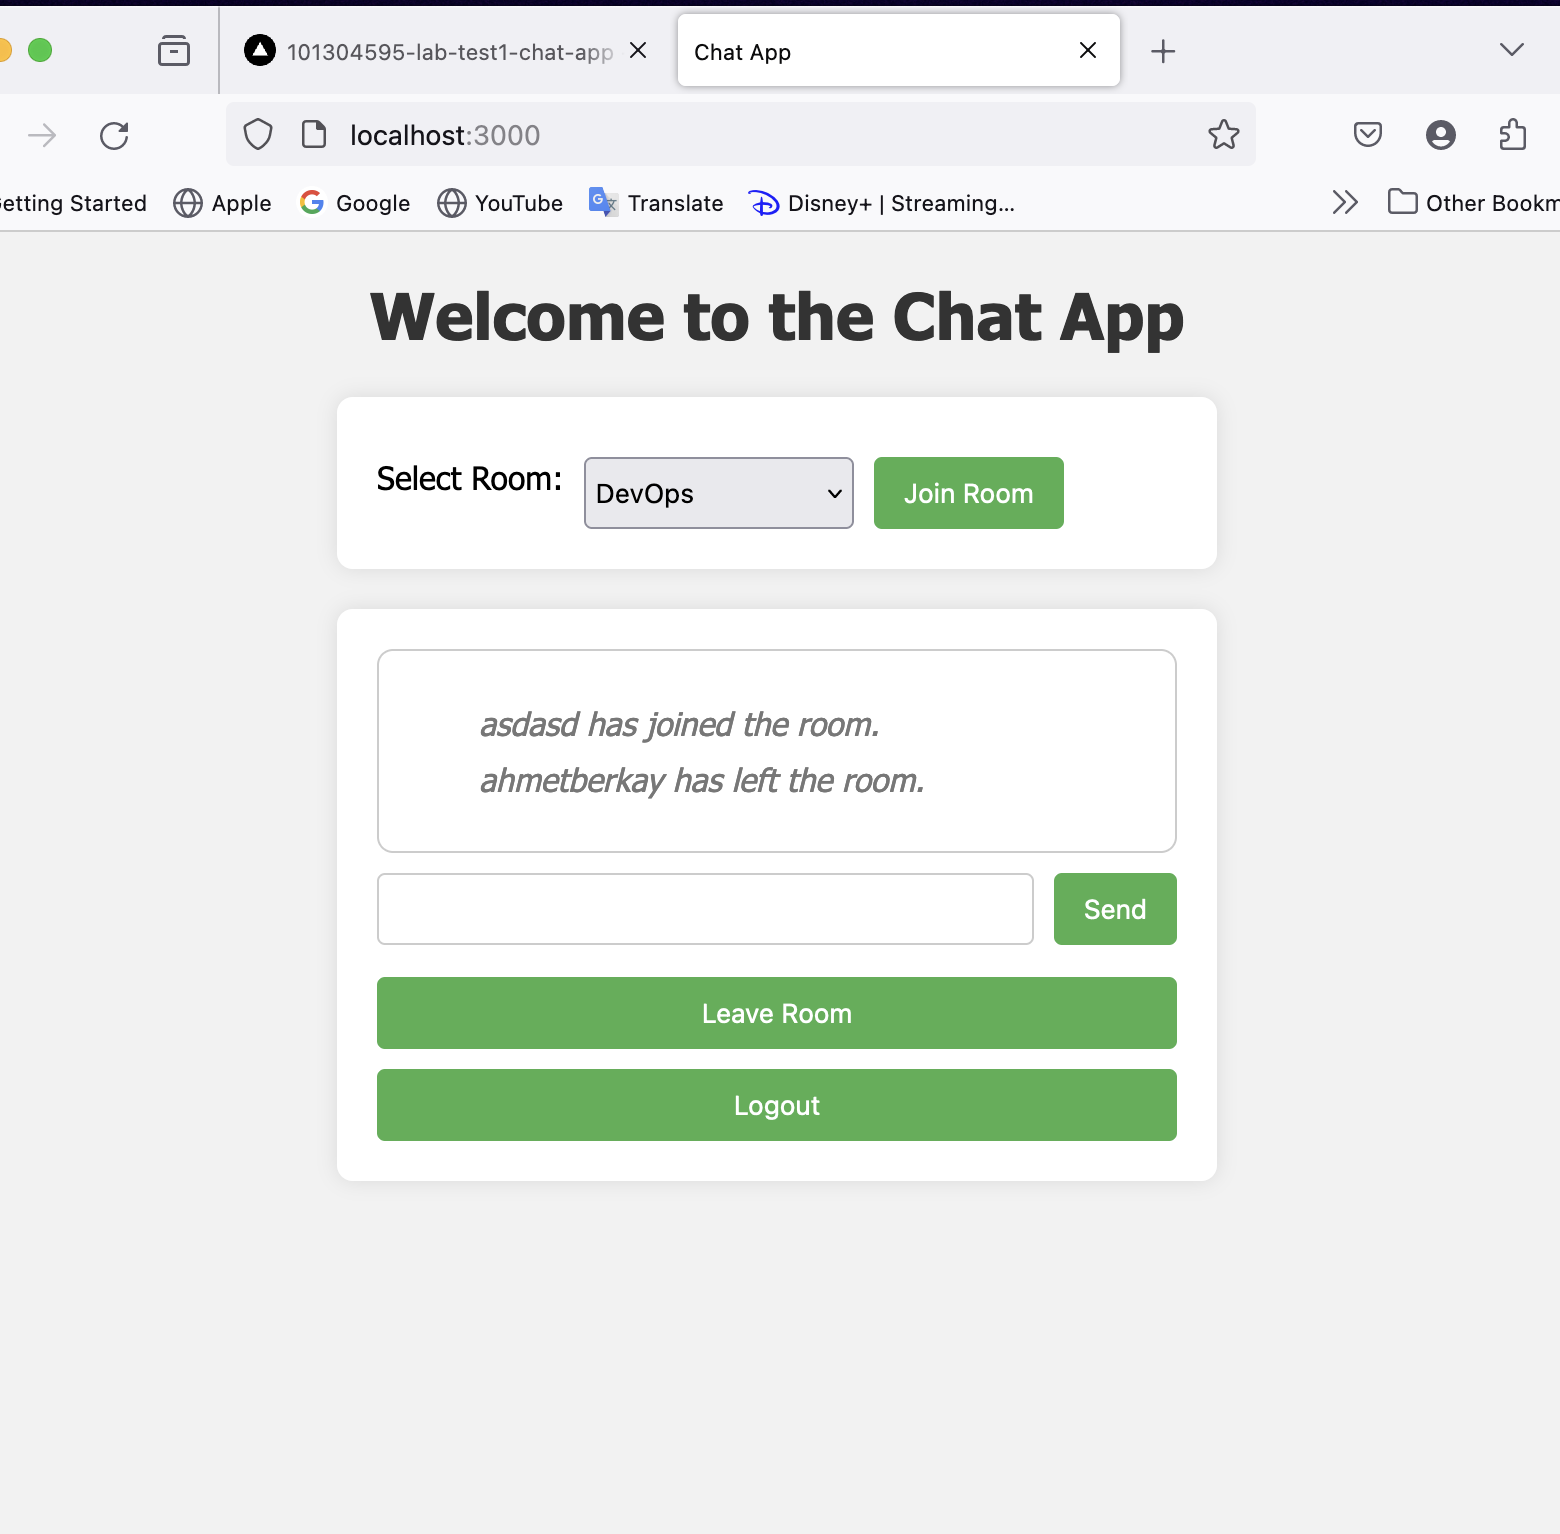 101304595-lab-test1-chat-app
Chat App
localhost:3000
etting Started
Apple
Google
YouTube
Translate
Disney+ | Streaming...
Other Bookm
Welcome to the Chat App
Select Room:
DevOps
Join Room
asdasd has joined the room.
ahmetberkay has left the room.
Send
Leave Room
Logout